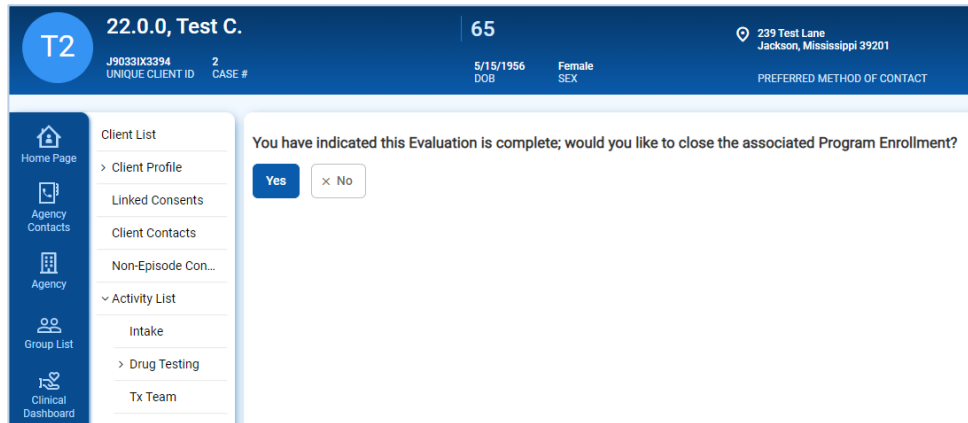 T2
22.0.0, Test C.
J9033IX3394 2
UNIQUE CLIENT ID CASE #
65
5/15/1956 Female
DOB SEX
239 Test Lane
Jackson, Mississippi 39201
PREFERRED METHOD OF CONTACT
Home Page
Agency
Contacts
Agency
Group List
Clinical
Dashboard
Client List
Client Profile
Linked Consents
Client Contacts
Non-Episode Con...
Activity List
Intake
Drug Testing
Tx Team
You have indicated this Evaluation is complete; would you like to close the associated Program Enrollment?
Yes × No